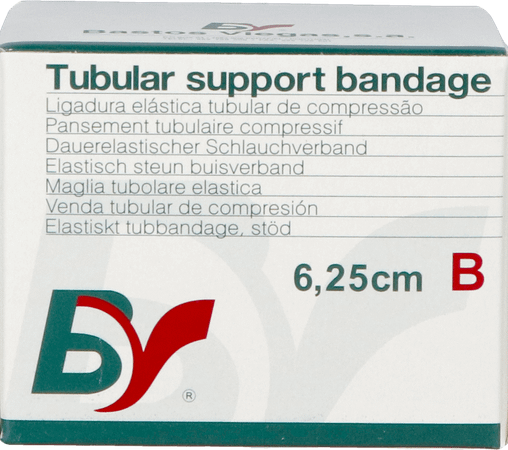 Bastos Viegas, s.a.
Tubular support bandage
Ligadura elástica tubular de compressão
Pansement tubulaire compressif
Dauerelastischer Schlauchverband
Elastisch steun buisverband
Maglia tubolare elastica
Venda tubular de compresión
Elastiskt tubbandage, stöd
6,25cm B
BV
®